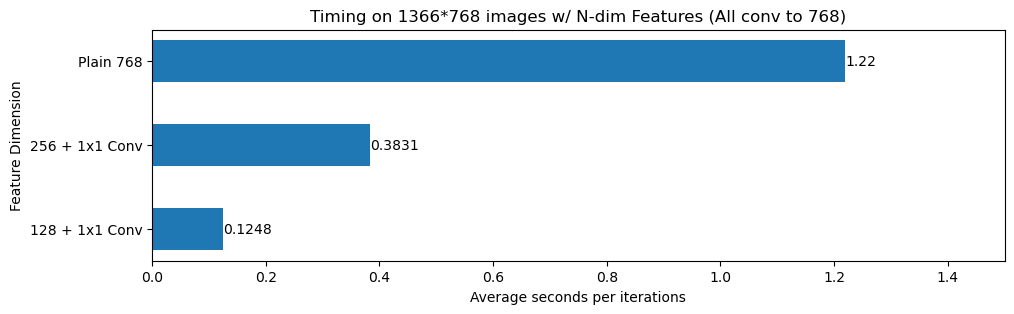 Timing on 1366*768 images w/ N-dim Features (All conv to 768)
Feature Dimension
Plain 768
1.22
256 + 1x1 Conv
0.3831
128 + 1x1 Conv
0.1248
0.0 0.2 0.4 0.6 0.8 1.0 1.2 1.4
Average seconds per iterations